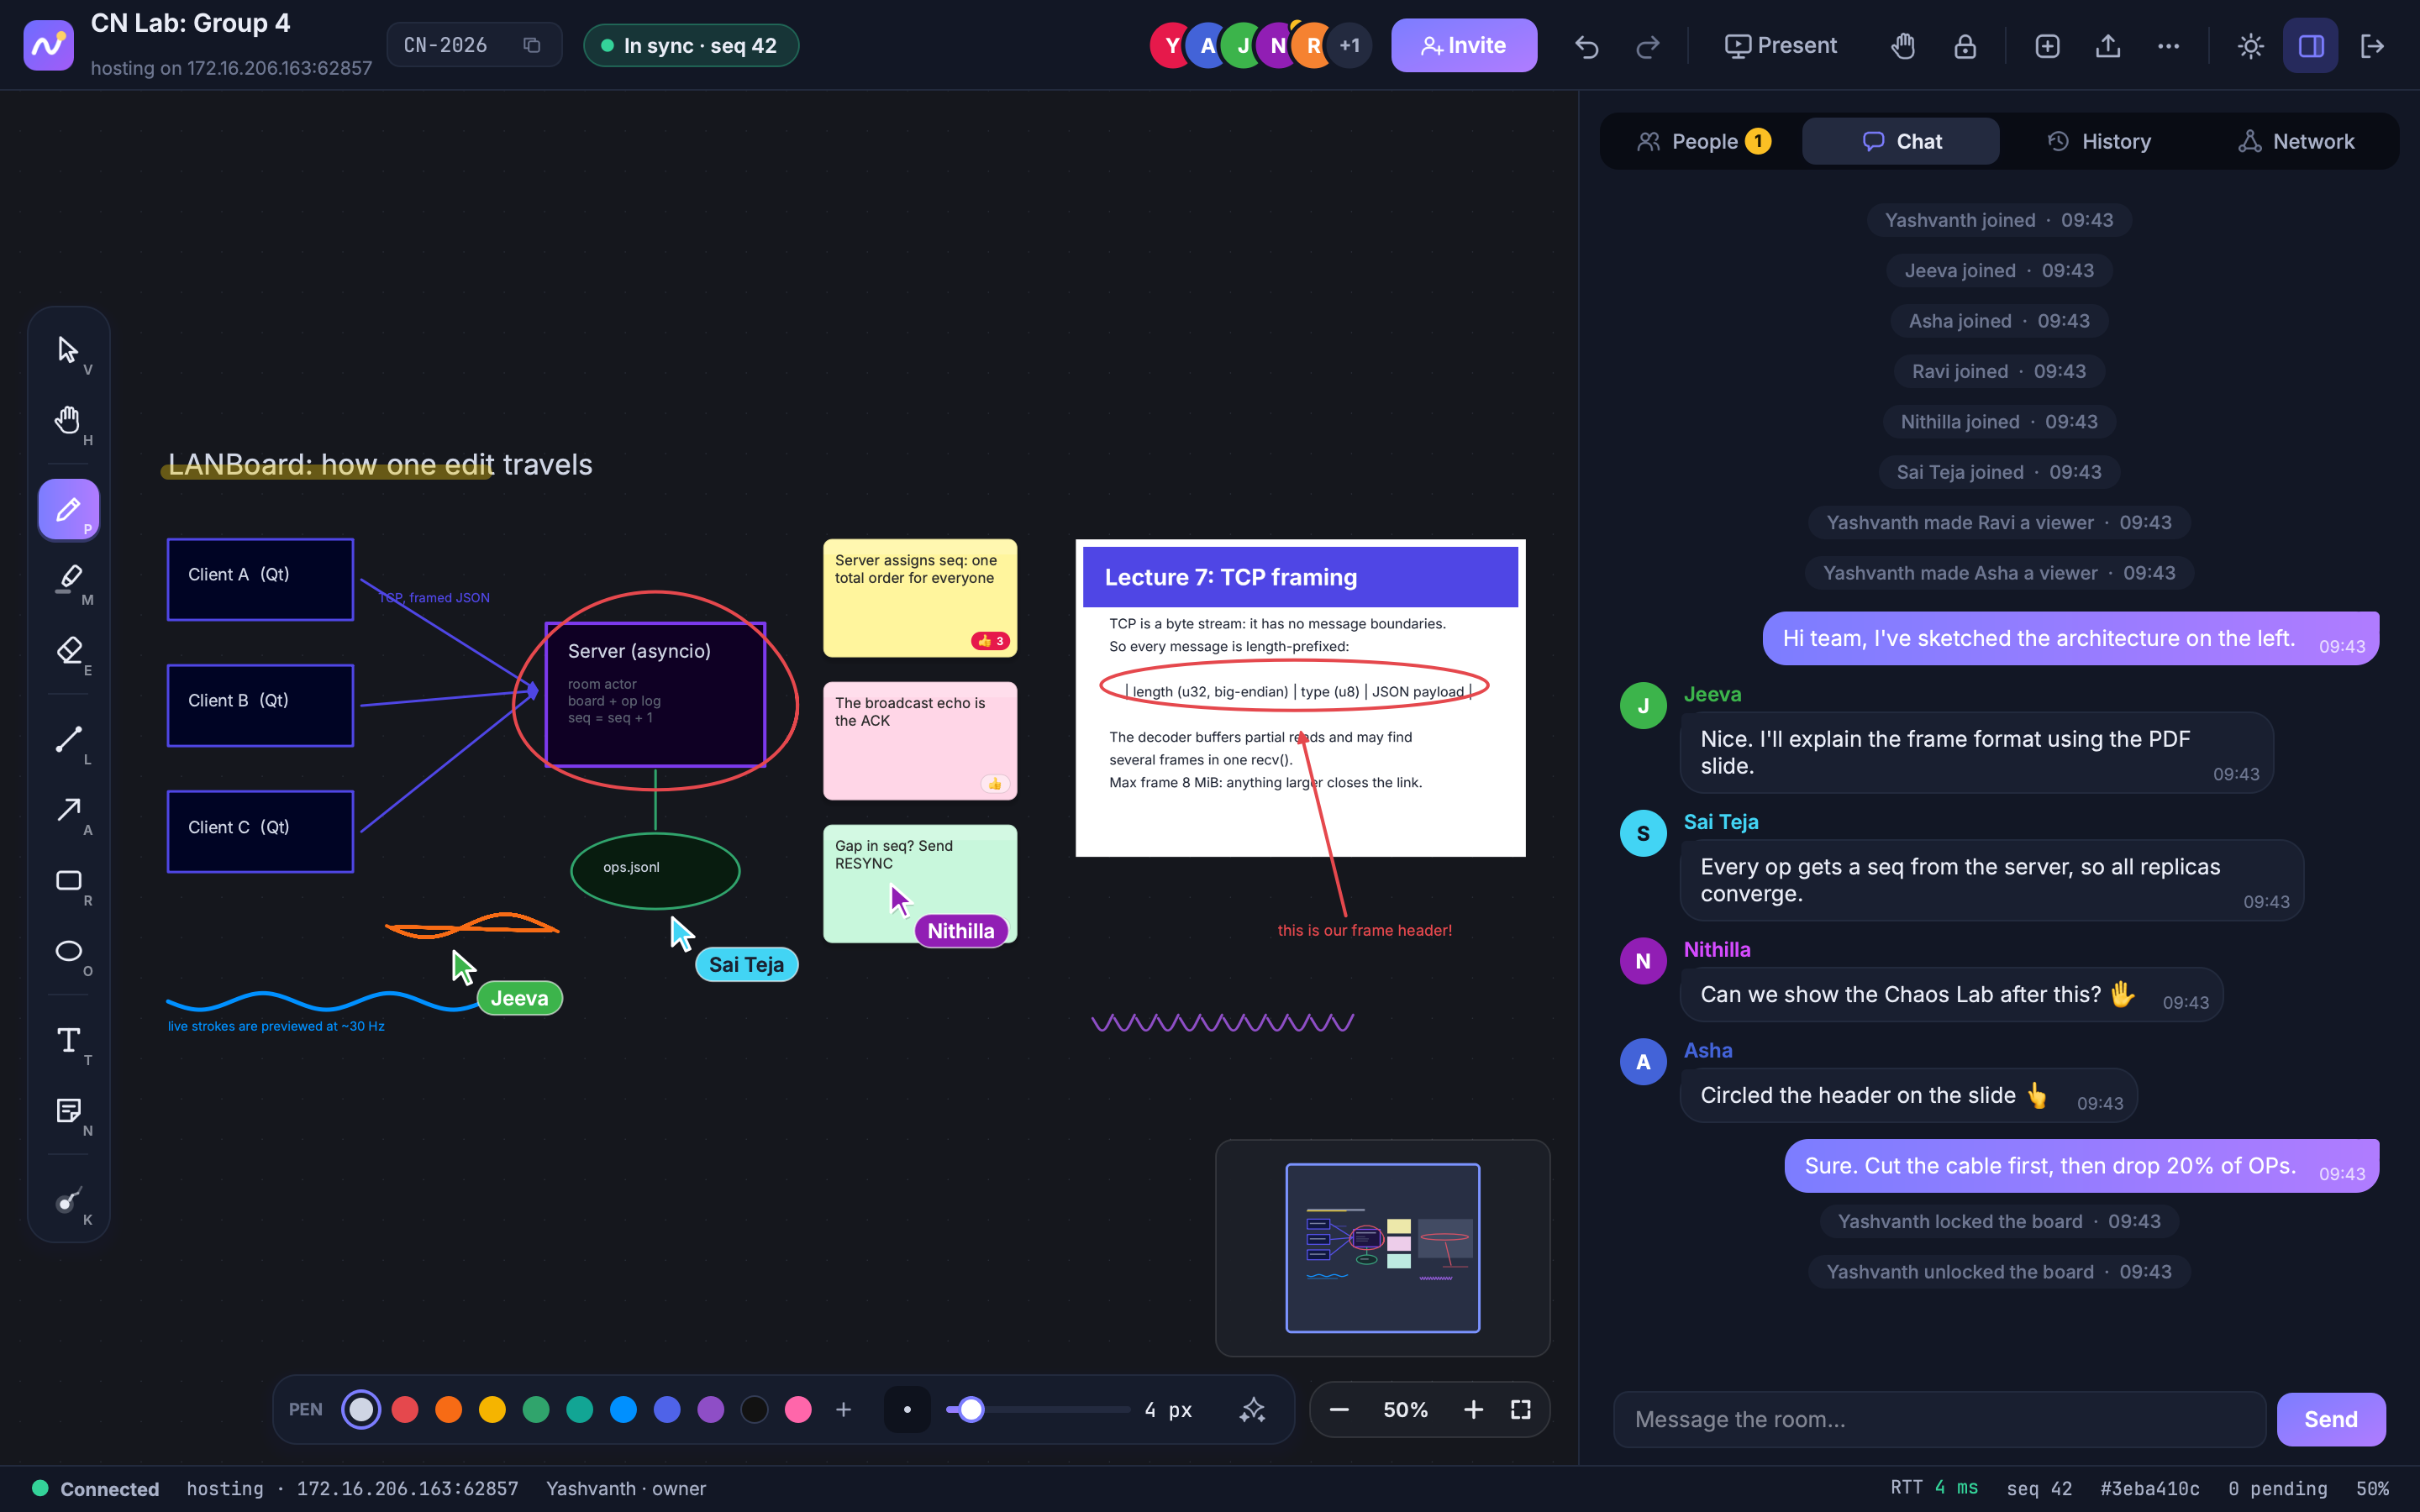 CN Lab: Group 4
hosting on 172.16.206.163:62857
CN-2026
In sync · seq 42
Y A J N R +1
Invite
Present
People 1
Chat
History
Network
V
H
P
M
E
L
A
R
O
T
N
K
LANBoard: how one edit travels
Client A (Qt)
Client B (Qt)
Client C (Qt)
TCP, framed JSON
Server (asyncio)
room actor
board + op log
seq = seq + 1
ops.jsonl
Server assigns seq: one
total order for everyone
👍 3
The broadcast echo is
the ACK
👍
Gap in seq? Send
RESYNC
Nithilla
Sai Teja
Jeeva
live strokes are previewed at ~30 Hz
Lecture 7: TCP framing
TCP is a byte stream: it has no message boundaries.
So every message is length-prefixed:
| length (u32, big-endian) | type (u8) | JSON payload |
The decoder buffers partial reads and may find
several frames in one recv().
Max frame 8 MiB: anything larger closes the link.
this is our frame header!
PEN
4 px
50%
Yashvanth joined · 09:43
Jeeva joined · 09:43
Asha joined · 09:43
Ravi joined · 09:43
Nithilla joined · 09:43
Sai Teja joined · 09:43
Yashvanth made Ravi a viewer · 09:43
Yashvanth made Asha a viewer · 09:43
Hi team, I've sketched the architecture on the left. 09:43
J
Jeeva
Nice. I'll explain the frame format using the PDF
slide. 09:43
S
Sai Teja
Every op gets a seq from the server, so all replicas
converge. 09:43
N
Nithilla
Can we show the Chaos Lab after this? ✋ 09:43
A
Asha
Circled the header on the slide 👆 09:43
Sure. Cut the cable first, then drop 20% of OPs. 09:43
Yashvanth locked the board · 09:43
Yashvanth unlocked the board · 09:43
Message the room...
Send
Connected
hosting · 172.16.206.163:62857
Yashvanth · owner
RTT 4 ms
seq 42
#3eba410c
0 pending
50%